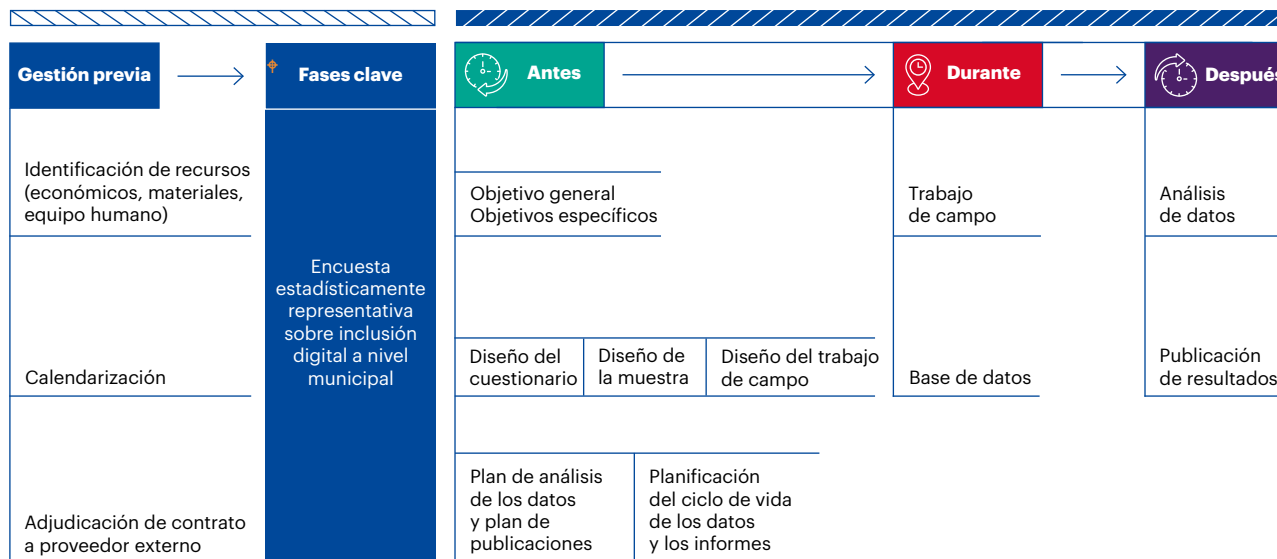 Gestión previa
Fases clave
Antes
Durante
Después
Identificación de recursos
(económicos, materiales,
equipo humano)
Calendarización
Adjudicación de contrato
a proveedor externo
Encuesta
estadísticamente
representativa
sobre inclusión
digital a nivel
municipal
Objetivo general
Objetivos específicos
Diseño del
cuestionario
Diseño de
la muestra
Diseño del trabajo
de campo
Plan de análisis
de los datos
y plan de
publicaciones
Planificación
del ciclo de vida
de los datos
y los informes
Trabajo
de campo
Base de datos
Análisis
de datos
Publicación
de resultados